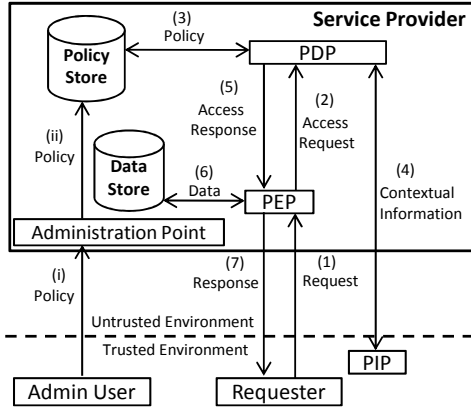 Service Provider
(3)
Policy
PDP
Policy
Store
(5)
Access
Response
(2)
Access
Request
(ii)
Policy
(4)
Contextual
Information
Data
Store
(6)
Data
PEP
Administration Point
(i)
Policy
(7)
Response
(1)
Request
Untrusted Environment
Trusted Environment
PIP
Admin User
Requester